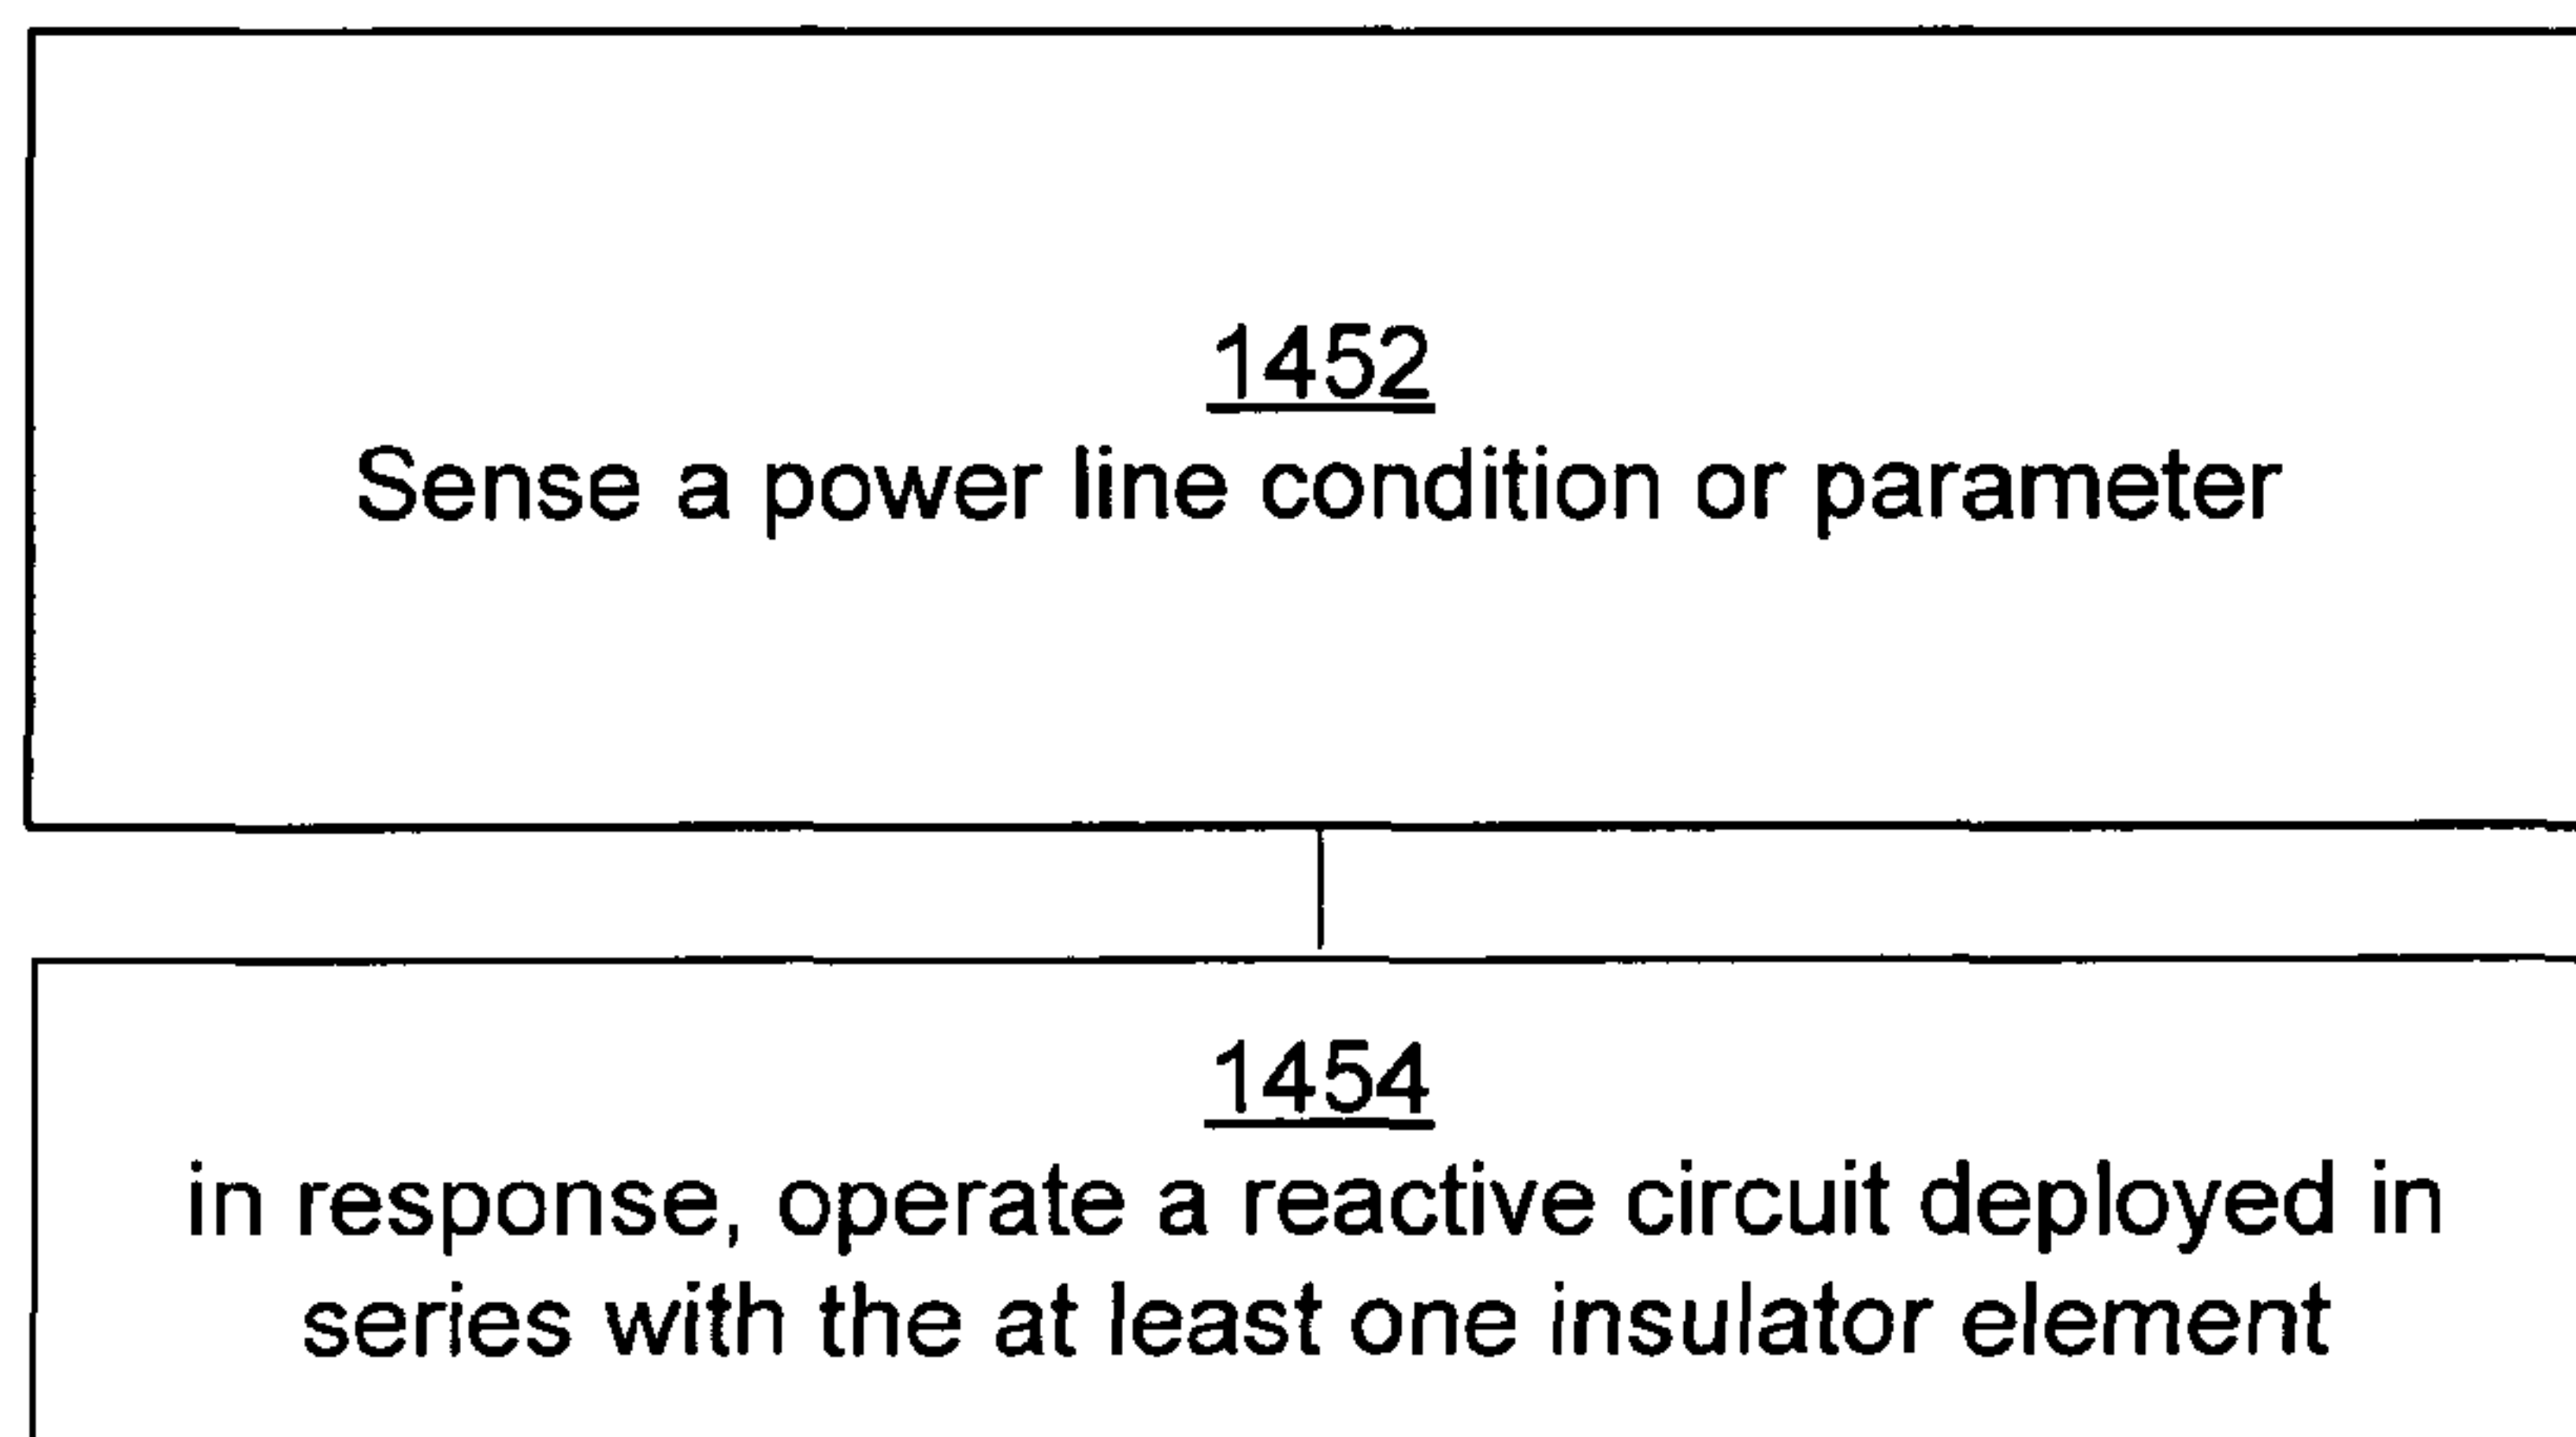 1452
Sense a power line condition or parameter
1454
in response, operate a reactive circuit deployed in
series with the at least one insulator element